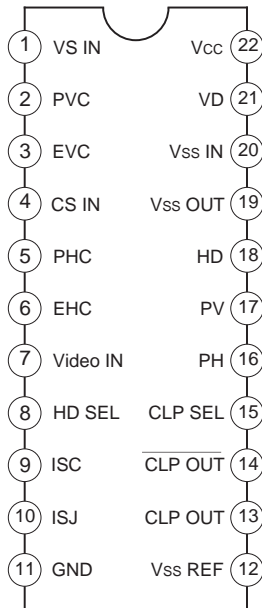 1 VS IN Vcc 22
2 PVC VD 21
3 EVC Vss IN 20
4 CS IN Vss OUT 19
5 PHC HD 18
6 EHC PV 17
7 Video IN PH 16
8 HD SEL CLP SEL 15
9 ISC CLP OUT 14
10 ISJ CLP OUT 13
11 GND Vss REF 12